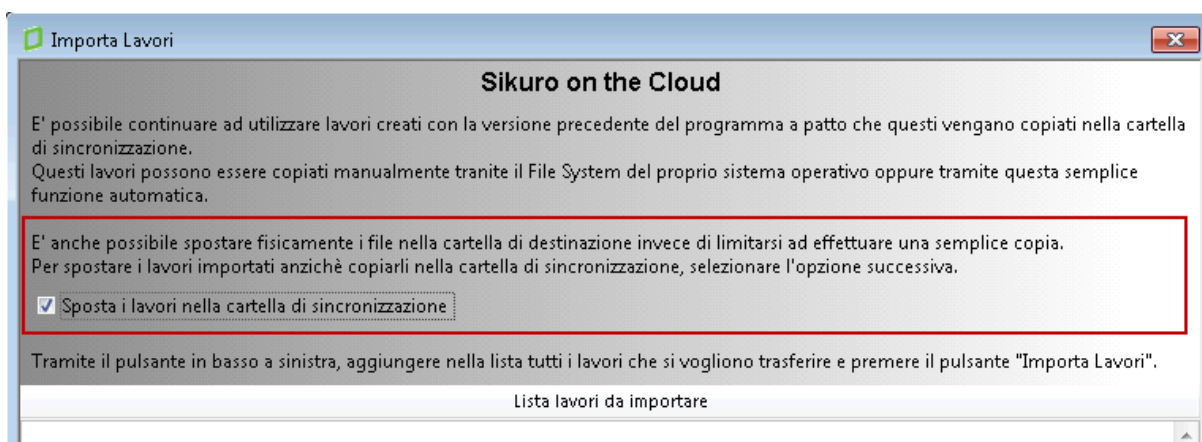 Importa Lavori
Sikuro on the Cloud
E' possibile continuare ad utilizzare lavori creati con la versione precedente del programma a patto che questi vengano copiati nella cartella
di sincronizzazione.
Questi lavori possono essere copiati manualmente tranite il File System del proprio sistema operativo oppure tramite questa semplice
funzione automatica.
E' anche possibile spostare fisicamente i file nella cartella di destinazione invece di limitarsi ad effettuare una semplice copia.
Per spostare i lavori importati anzichè copiarli nella cartella di sincronizzazione, selezionare l'opzione successiva.
Sposta i lavori nella cartella di sincronizzazione
Tramite il pulsante in basso a sinistra, aggiungere nella lista tutti i lavori che si vogliono trasferire e premere il pulsante "Importa Lavori".
Lista lavori da importare